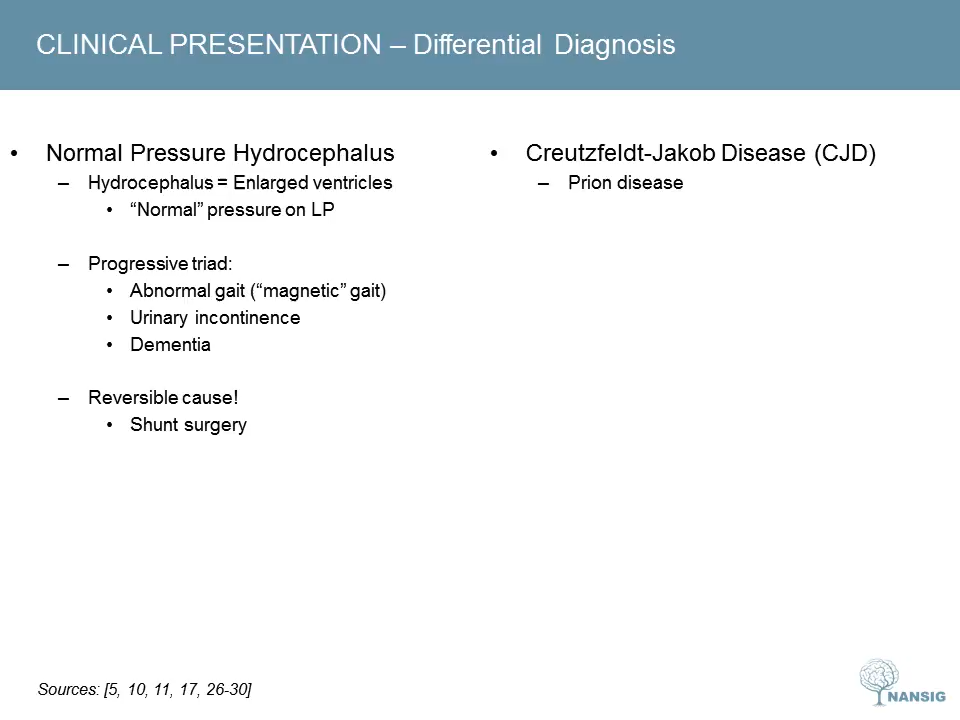 CLINICAL PRESENTATION – Differential Diagnosis
• Normal Pressure Hydrocephalus
– Hydrocephalus = Enlarged ventricles
• “Normal” pressure on LP
– Progressive triad:
• Abnormal gait (“magnetic” gait)
• Urinary incontinence
• Dementia
– Reversible cause!
• Shunt surgery
• Creutzfeldt-Jakob Disease (CJD)
– Prion disease
Sources: [5, 10, 11, 17, 26-30]
NANSIG